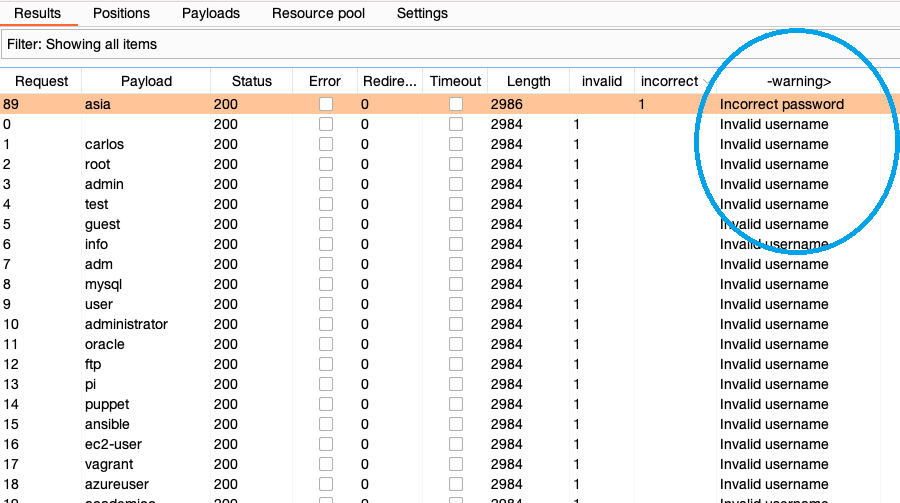 Results Positions Payloads Resource pool Settings
Filter: Showing all items
Request Payload Status Error Redire... Timeout Length invalid incorrect -warning>
89 asia 200 0 2986 1 Incorrect password
0 200 0 2984 1 Invalid username
1 carlos 200 0 2984 1 Invalid username
2 root 200 0 2984 1 Invalid username
3 admin 200 0 2984 1 Invalid username
4 test 200 0 2984 1 Invalid username
5 guest 200 0 2984 1 Invalid username
6 info 200 0 2984 1 Invalid username
7 adm 200 0 2984 1 Invalid username
8 mysql 200 0 2984 1 Invalid username
9 user 200 0 2984 1 Invalid username
10 administrator 200 0 2984 1 Invalid username
11 oracle 200 0 2984 1 Invalid username
12 ftp 200 0 2984 1 Invalid username
13 pi 200 0 2984 1 Invalid username
14 puppet 200 0 2984 1 Invalid username
15 ansible 200 0 2984 1 Invalid username
16 ec2-user 200 0 2984 1 Invalid username
17 vagrant 200 0 2984 1 Invalid username
18 azureuser 200 0 2984 1 Invalid username